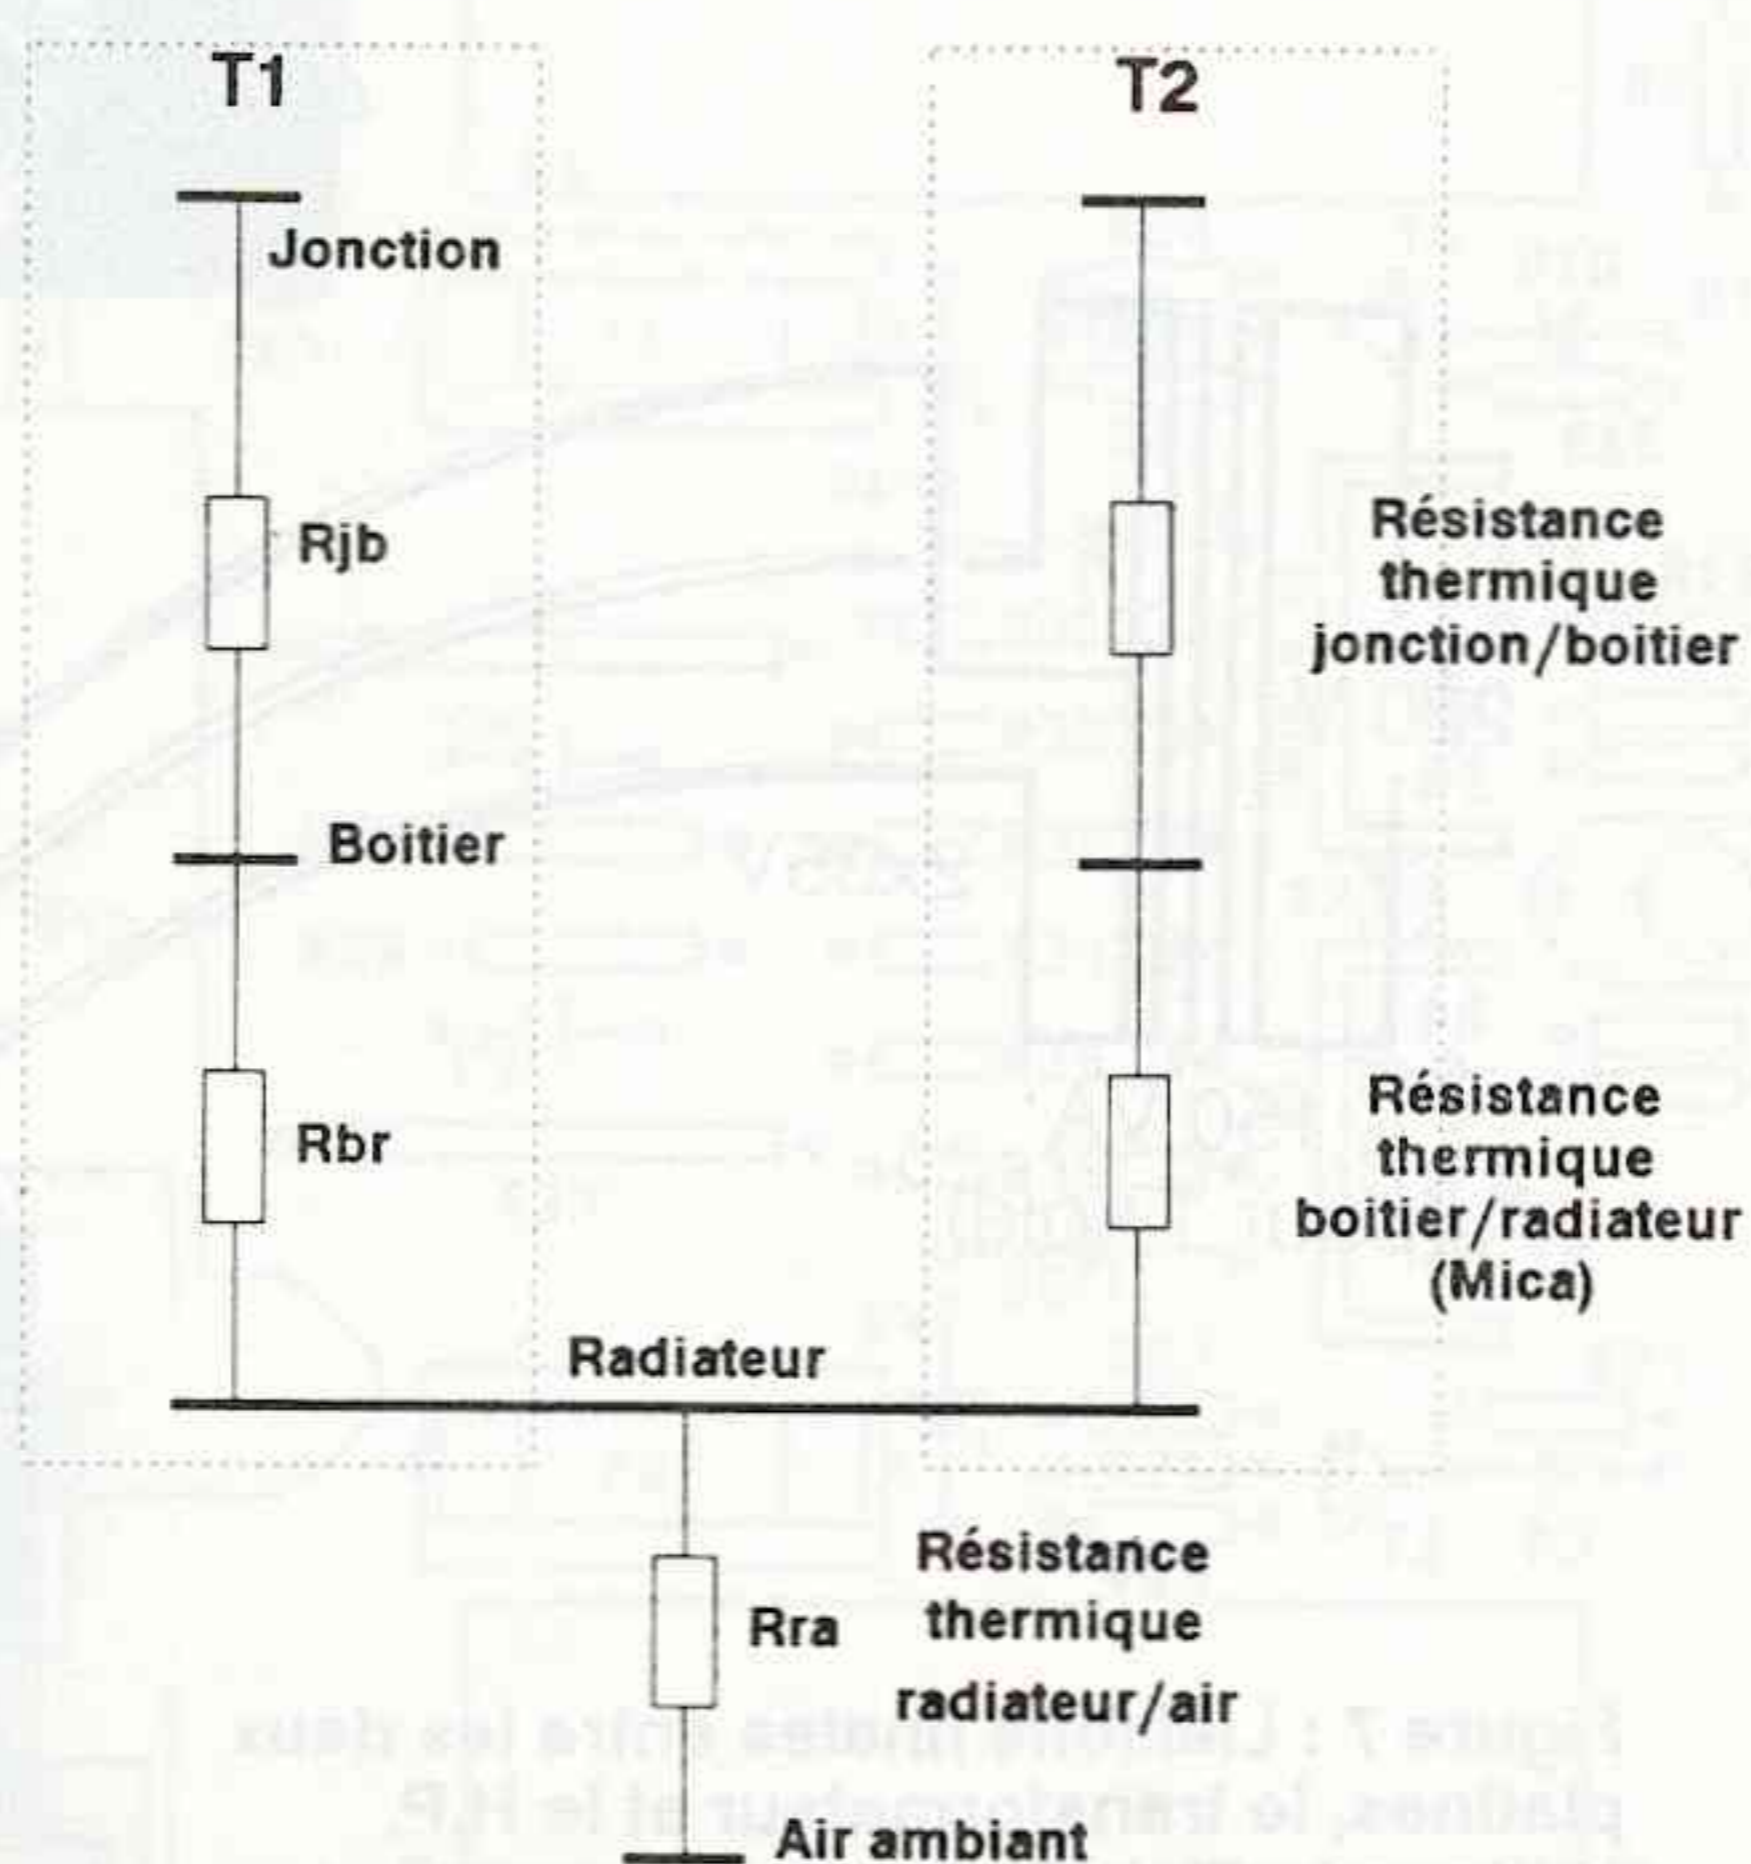 T1
T2
Jonction
Rjb
Résistance
thermique
jonction/boitier
Boitier
Rbr
Résistance
thermique
boitier/radiateur
(Mica)
Radiateur
Rra
Résistance
thermique
radiateur/air
Air ambiant